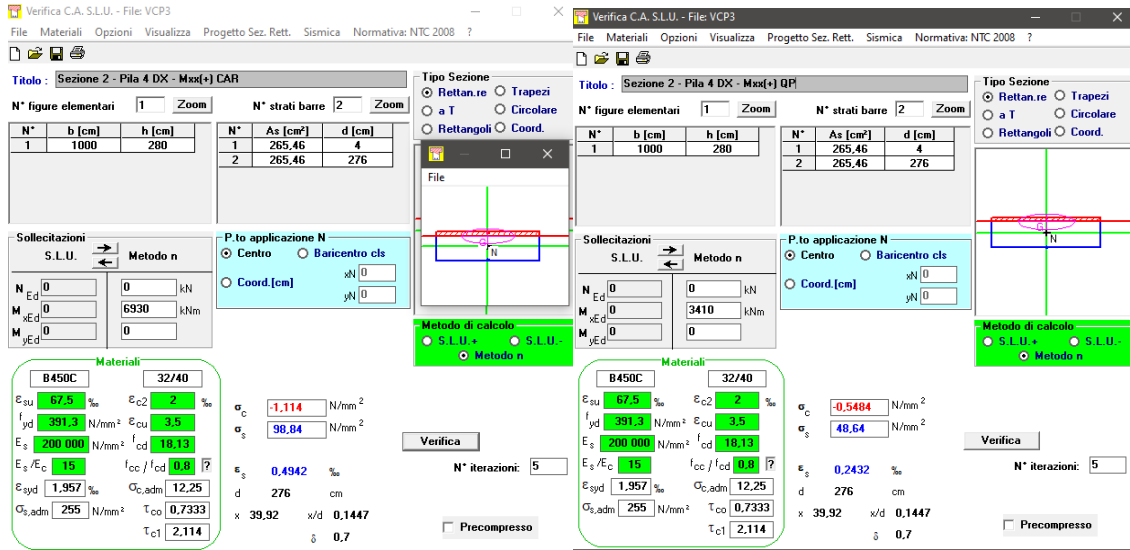 Verifica C.A. S.L.U. - File: VCP3
File Materiali Opzioni Visualizza Progetto Sez. Rett. Sismica Normativa: NTC 2008 ?
Titolo : Sezione 2 - Pila 4 DX - Mxx(+) CAR
N° figure elementari 1 Zoom N° strati barre 2 Zoom
N° b [cm] h [cm]
1 1000 280
N° As [cm²] d [cm]
1 265,46 4
2 265,46 276
Tipo Sezione
Rettan.re Trapezi
a T Circolare
Rettangoli Coord.
File
G
N
Sollecitazioni
S.L.U. Metodo n
N Ed 0 0 kN
M xEd 0 6930 kNm
M yEd 0 0
P.to applicazione N
Centro Baricentro cls
Coord.[cm]
xN 0
yN 0
Metodo di calcolo
S.L.U.+ S.L.U.-
Metodo n
Materiali
B450C 32/40
εsu 67,5 ‰ εc2 2 ‰
fyd 391,3 N/mm² εcu 3,5
Es 200 000 N/mm² fcd 18,13
Es /Ec 15 fcc / fcd 0,8 ?
εsyd 1,957 ‰ σc,adm 12,25
σs,adm 255 N/mm² τco 0,7333
τc1 2,114
σc -1,114 N/mm²
σs 98,84 N/mm²
εs 0,4942 ‰
d 276 cm
x 39,92 x/d 0,1447
δ 0,7
Verifica
N° iterazioni: 5
Precompresso
Verifica C.A. S.L.U. - File: VCP3
File Materiali Opzioni Visualizza Progetto Sez. Rett. Sismica Normativa: NTC 2008 ?
Titolo : Sezione 2 - Pila 4 DX - Mxx(+) QP
N° figure elementari 1 Zoom N° strati barre 2 Zoom
N° b [cm] h [cm]
1 1000 280
N° As [cm²] d [cm]
1 265,46 4
2 265,46 276
Tipo Sezione
Rettan.re Trapezi
a T Circolare
Rettangoli Coord.
G
N
Sollecitazioni
S.L.U. Metodo n
N Ed 0 0 kN
M xEd 0 3410 kNm
M yEd 0 0
P.to applicazione N
Centro Baricentro cls
Coord.[cm]
xN 0
yN 0
Metodo di calcolo
S.L.U.+ S.L.U.-
Metodo n
Materiali
B450C 32/40
εsu 67,5 ‰ εc2 2 ‰
fyd 391,3 N/mm² εcu 3,5
Es 200 000 N/mm² fcd 18,13
Es /Ec 15 fcc / fcd 0,8 ?
εsyd 1,957 ‰ σc,adm 12,25
σs,adm 255 N/mm² τco 0,7333
τc1 2,114
σc -0,5484 N/mm²
σs 48,64 N/mm²
εs 0,2432 ‰
d 276 cm
x 39,92 x/d 0,1447
δ 0,7
Verifica
N° iterazioni: 5
Precompresso